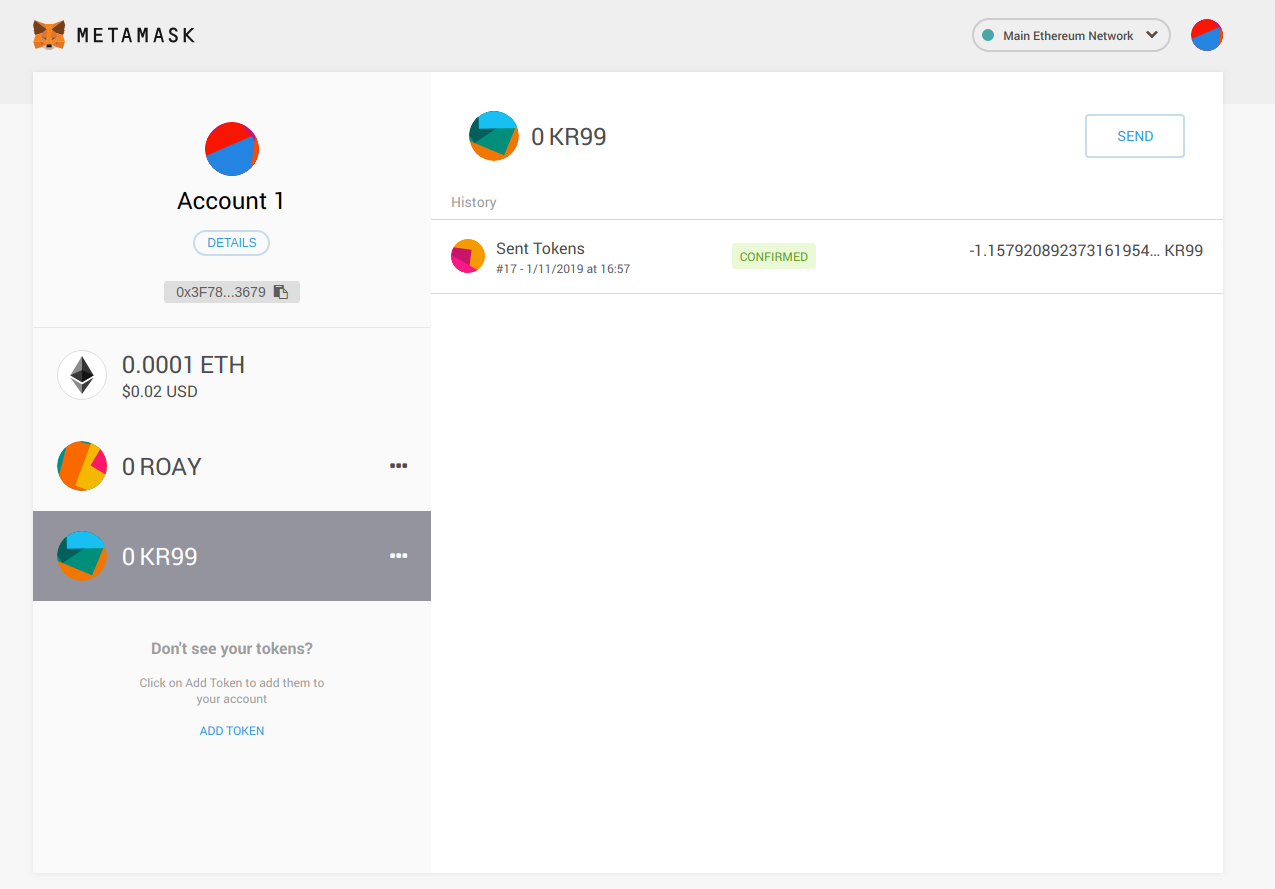 METAMASK
Main Ethereum Network
Account 1
DETAILS
0x3F78...3679
0.0001 ETH
$0.02 USD
0 ROAY
0 KR99
Don't see your tokens?
Click on Add Token to add them to
your account
ADD TOKEN
0 KR99
SEND
History
Sent Tokens
#17 - 1/11/2019 at 16:57
CONFIRMED
-1.157920892373161954... KR99